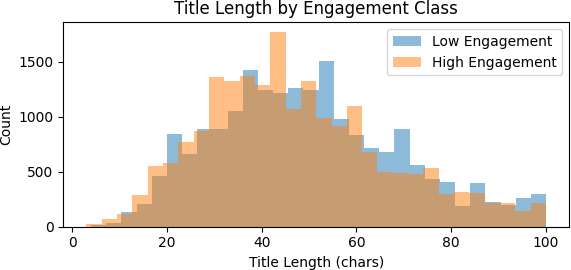 Title Length by Engagement Class
Low Engagement
High Engagement
Count
1500
1000
500
0
0 20 40 60 80 100
Title Length (chars)